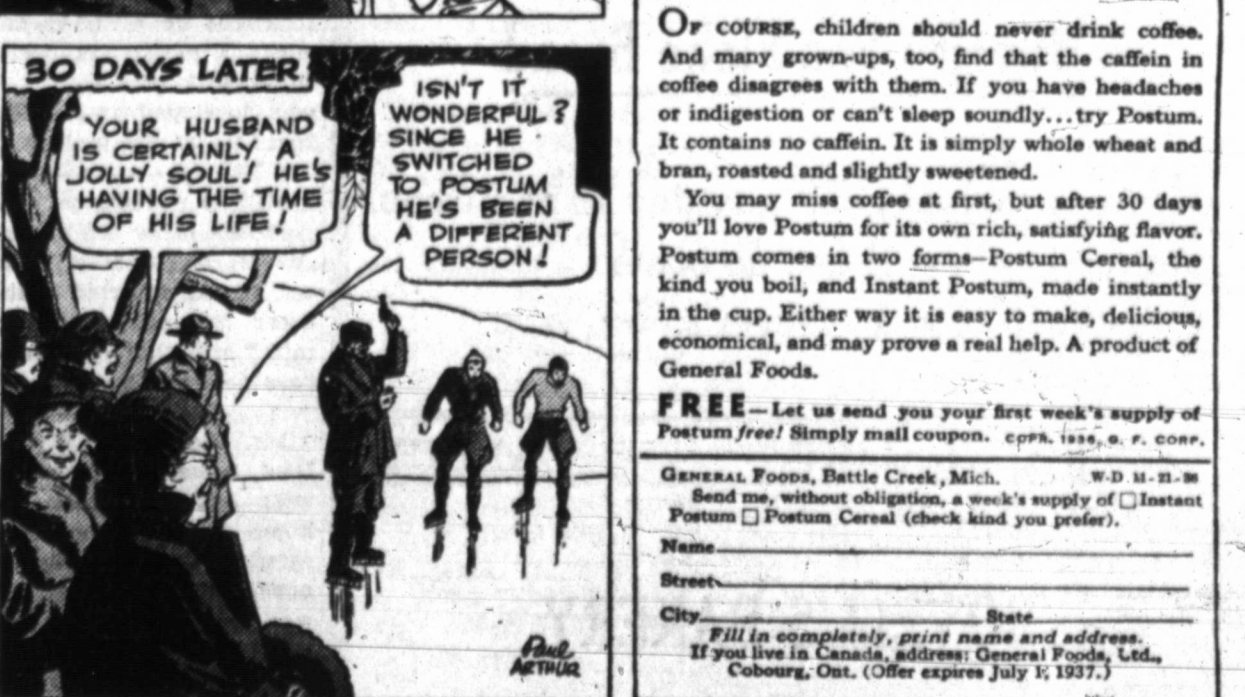 30 DAYS LATER
YOUR HUSBAND
IS CERTAINLY A
JOLLY SOUL! HE'S
HAVING THE TIME
OF HIS LIFE!
ISN'T IT
WONDERFUL?
SINCE HE
SWITCHED
TO POSTUM
HE'S BEEN
A DIFFERENT
PERSON!
Paul
ARTHUR
OF COURSE, children should never drink coffee.
And many grown-ups, too, find that the caffein in
coffee disagrees with them. If you have headaches
or indigestion or can't sleep soundly...try Postum.
It contains no caffein. It is simply whole wheat and
bran, roasted and slightly sweetened.
You may miss coffee at first, but after 30 days
you'll love Postum for its own rich, satisfying flavor.
Postum comes in two forms—Postum Cereal, the
kind you boil, and Instant Postum, made instantly
in the cup. Either way it is easy to make, delicious,
economical, and may prove a real help. A product of
General Foods.
FREE—Let us send you your first week's supply of
Postum free! Simply mail coupon. COPR. 1936, G. F. CORP.
GENERAL FOODS, Battle Creek, Mich. W-D 11-21-36
Send me, without obligation, a week's supply of ☐ Instant
Postum ☐ Postum Cereal (check kind you prefer).
Name
Street
City State
Fill in completely, print name and address.
If you live in Canada, address: General Foods, Ltd.,
Cobourg, Ont. (Offer expires July 1, 1937.)